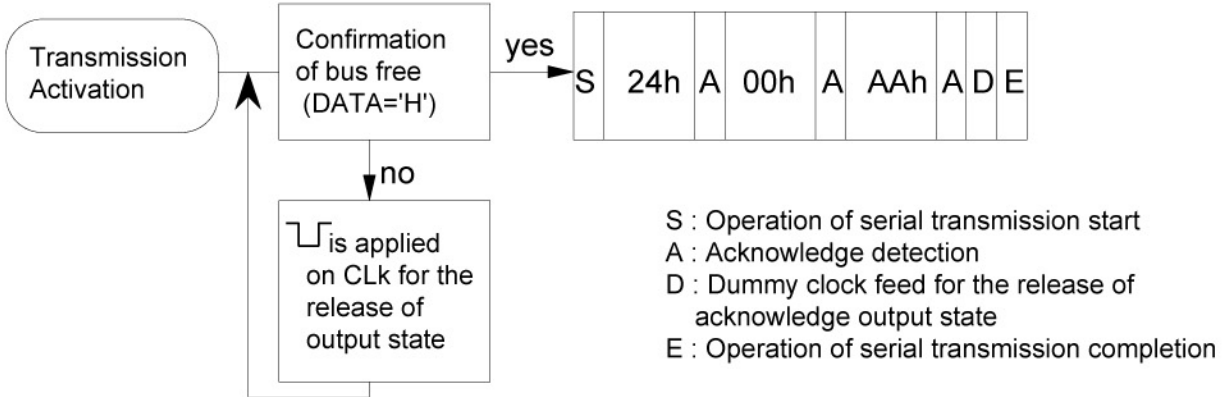 Transmission
Activation
Confirmation
of bus free
(DATA='H')
yes
S 24h A 00h A AAh A D E
no
is applied
on CLk for the
release of
output state
S : Operation of serial transmission start
A : Acknowledge detection
D : Dummy clock feed for the release of
acknowledge output state
E : Operation of serial transmission completion